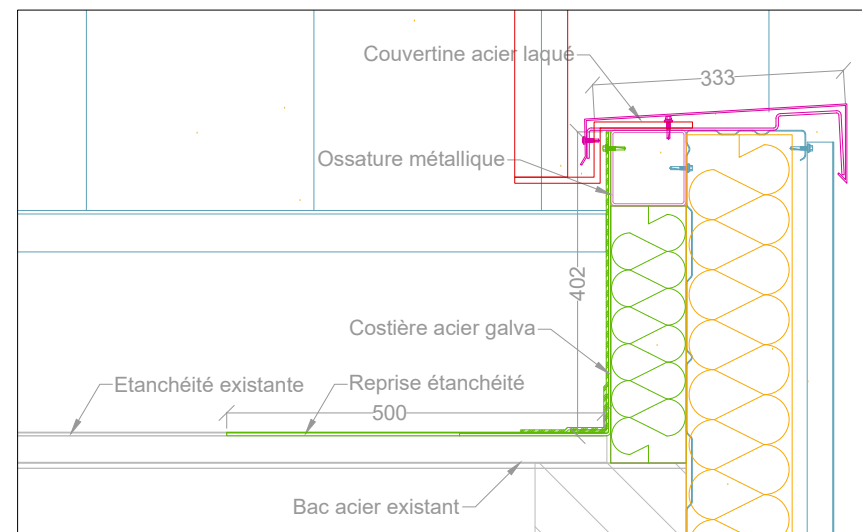 Couvertine acier laqué
333
Ossature métallique
402
Costière acier galva
Etanchéité existante
Reprise étanchéité
500
Bac acier existant